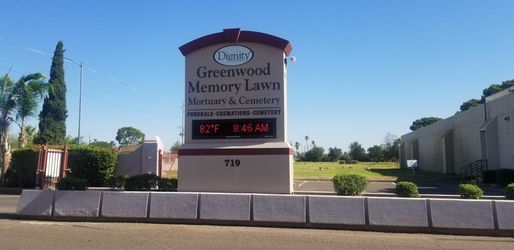 Dignity
Greenwood
Memory Lawn
Mortuary & Cemetery
FUNERALS•CREMATIONS•CEMETERY
82°F 8:46 AM
719